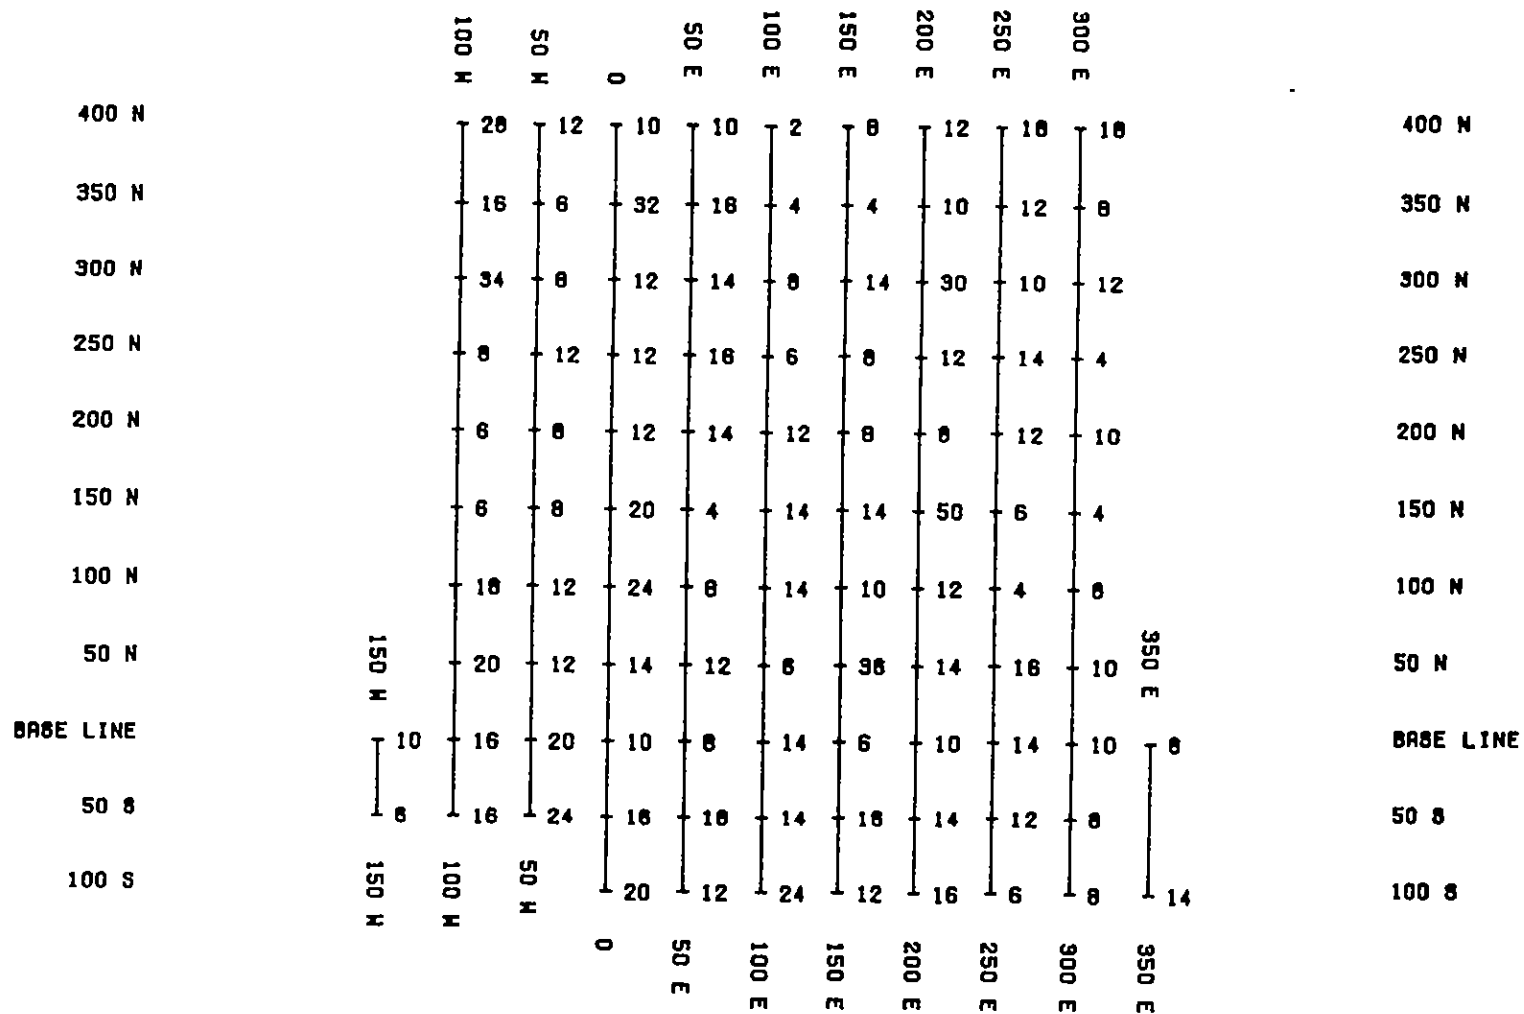 100 W 50 W 0 50 E 100 E 150 E 200 E 250 E 300 E
400 N 28 12 10 10 2 8 12 18 18 400 N
350 N 16 6 32 16 4 4 10 12 8 350 N
300 N 34 8 12 14 8 14 30 10 12 300 N
250 N 8 12 12 16 6 8 12 14 4 250 N
200 N 6 8 12 14 12 8 8 12 10 200 N
150 N 6 8 20 4 14 14 50 6 4 150 N
100 N 18 12 24 8 14 10 12 4 8 100 N
150 W 350 E
50 N 20 12 14 12 6 36 14 16 10 50 N
BASE LINE 10 16 20 10 8 14 6 10 14 10 8 BASE LINE
50 S 6 16 24 16 18 14 16 14 12 8 50 S
100 S 20 12 24 12 16 6 8 14 100 S
150 W 100 W 50 W 0 50 E 100 E 150 E 200 E 250 E 300 E 350 E